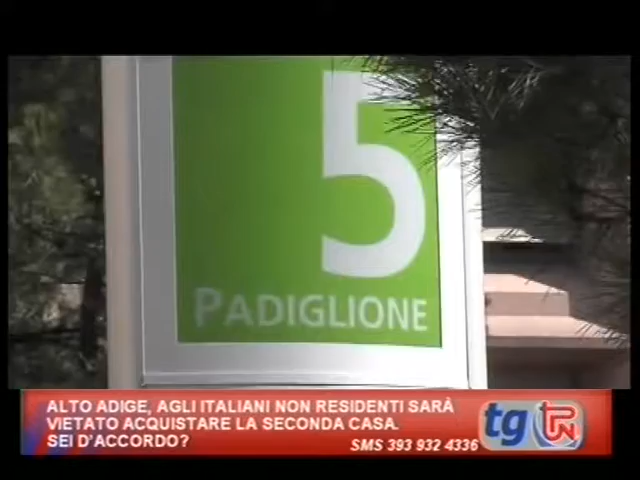 5
PADIGLIONE
ALTO ADIGE, AGLI ITALIANI NON RESIDENTI SARÀ
VIETATO ACQUISTARE LA SECONDA CASA.
SEI D'ACCORDO?
SMS 393 932 4336
tg